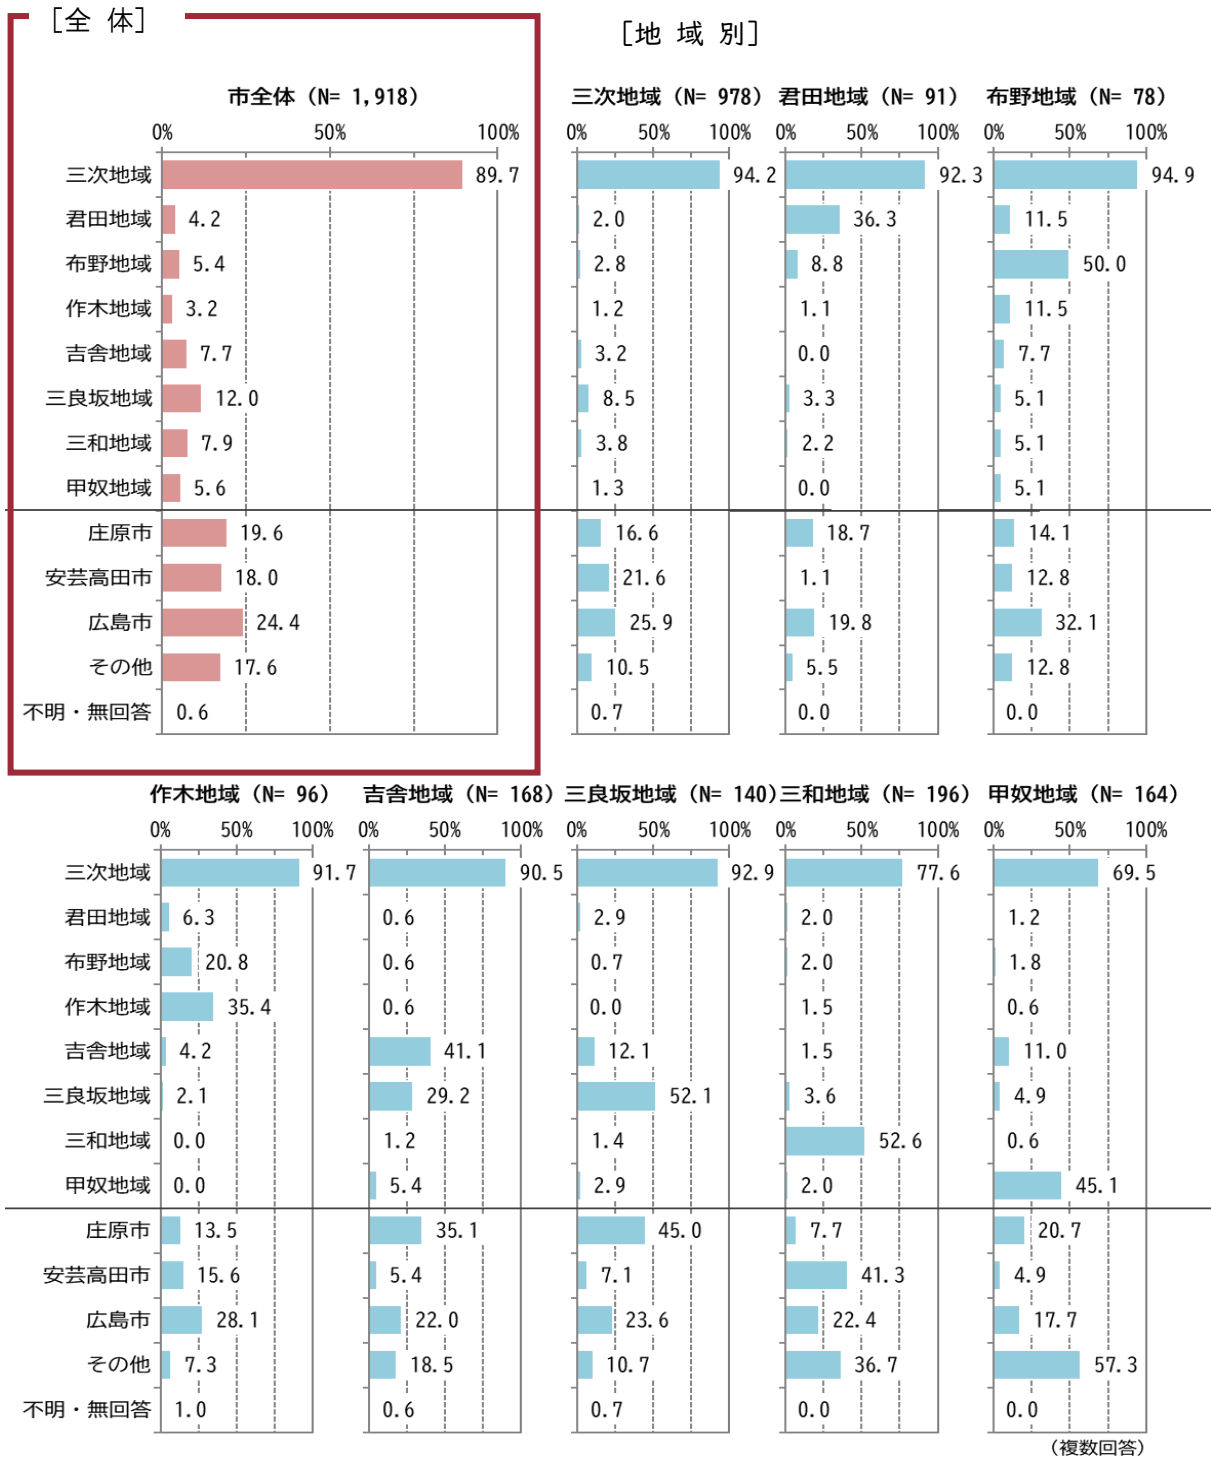 ［全 体］
［地 域 別］
市全体（N= 1,918） 三次地域（N= 978） 君田地域（N= 91） 布野地域（N= 78）
0% 50% 100% 0% 50% 100% 0% 50% 100% 0% 50% 100%
三次地域 89.7 94.2 92.3 94.9
君田地域 4.2 2.0 36.3 11.5
布野地域 5.4 2.8 8.8 50.0
作木地域 3.2 1.2 1.1 11.5
吉舎地域 7.7 3.2 0.0 7.7
三良坂地域 12.0 8.5 3.3 5.1
三和地域 7.9 3.8 2.2 5.1
甲奴地域 5.6 1.3 0.0 5.1
庄原市 19.6 16.6 18.7 14.1
安芸高田市 18.0 21.6 1.1 12.8
広島市 24.4 25.9 19.8 32.1
その他 17.6 10.5 5.5 12.8
不明・無回答 0.6 0.7 0.0 0.0
作木地域（N= 96） 吉舎地域（N= 168） 三良坂地域（N= 140） 三和地域（N= 196） 甲奴地域（N= 164）
0% 50% 100% 0% 50% 100% 0% 50% 100% 0% 50% 100% 0% 50% 100%
三次地域 91.7 90.5 92.9 77.6 69.5
君田地域 6.3 0.6 2.9 2.0 1.2
布野地域 20.8 0.6 0.7 2.0 1.8
作木地域 35.4 0.6 0.0 1.5 0.6
吉舎地域 4.2 41.1 12.1 1.5 11.0
三良坂地域 2.1 29.2 52.1 3.6 4.9
三和地域 0.0 1.2 1.4 52.6 0.6
甲奴地域 0.0 5.4 2.9 2.0 45.1
庄原市 13.5 35.1 45.0 7.7 20.7
安芸高田市 15.6 5.4 7.1 41.3 4.9
広島市 28.1 22.0 23.6 22.4 17.7
その他 7.3 18.5 10.7 36.7 57.3
不明・無回答 1.0 0.6 0.7 0.0 0.0
（複数回答）